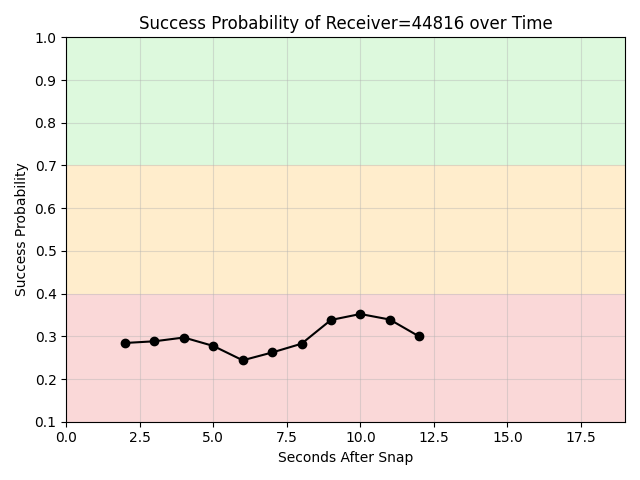 Success Probability of Receiver=44816 over Time
1.0
0.9
0.8
0.7
0.6
0.5
0.4
0.3
0.2
0.1
Success Probability
0.0 2.5 5.0 7.5 10.0 12.5 15.0 17.5
Seconds After Snap